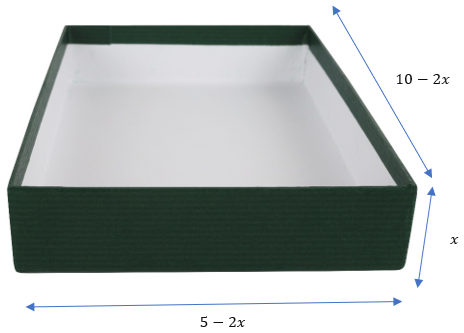 10 − 2𝑥
𝑥
5 − 2𝑥